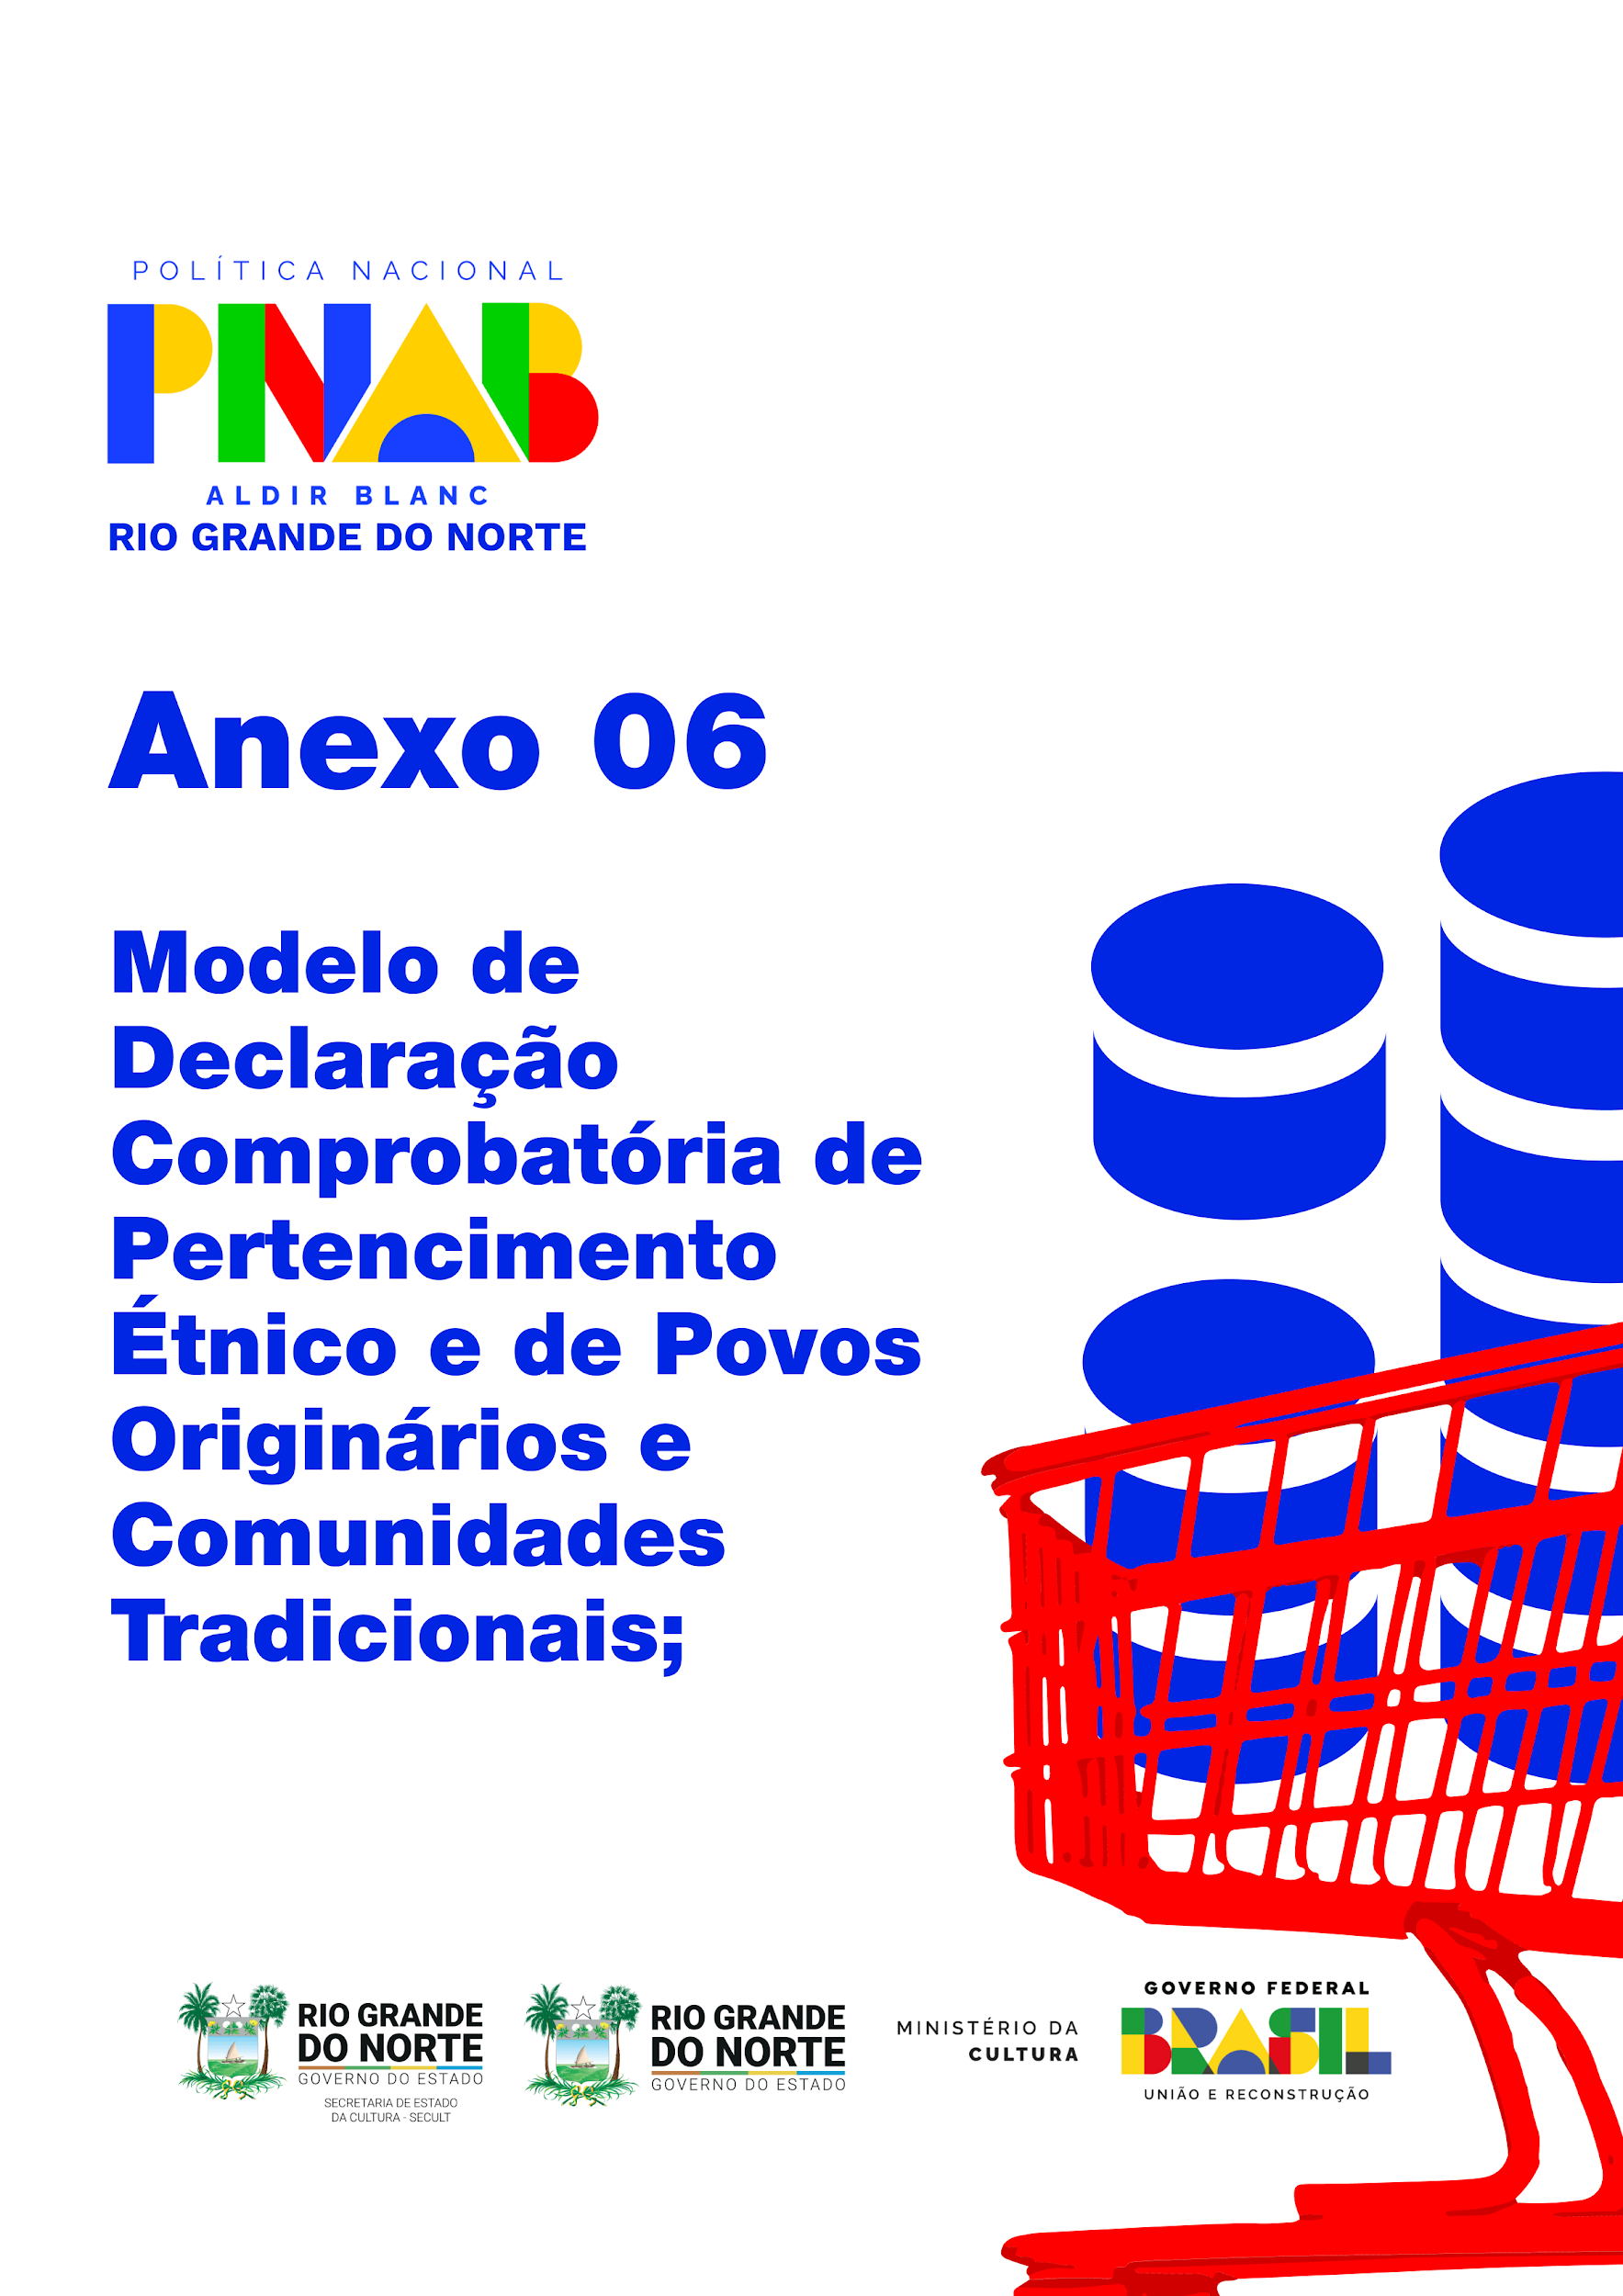 POLÍTICA NACIONAL
PNAB
ALDIR BLANC
RIO GRANDE DO NORTE
Anexo 06
Modelo de
Declaração
Comprobatória de
Pertencimento
Étnico e de Povos
Originários e
Comunidades
Tradicionais;
RIO GRANDE
DO NORTE
GOVERNO DO ESTADO
SECRETARIA DE ESTADO
DA CULTURA - SECULT
RIO GRANDE
DO NORTE
GOVERNO DO ESTADO
MINISTÉRIO DA
CULTURA
GOVERNO FEDERAL
BRASIL
UNIÃO E RECONSTRUÇÃO